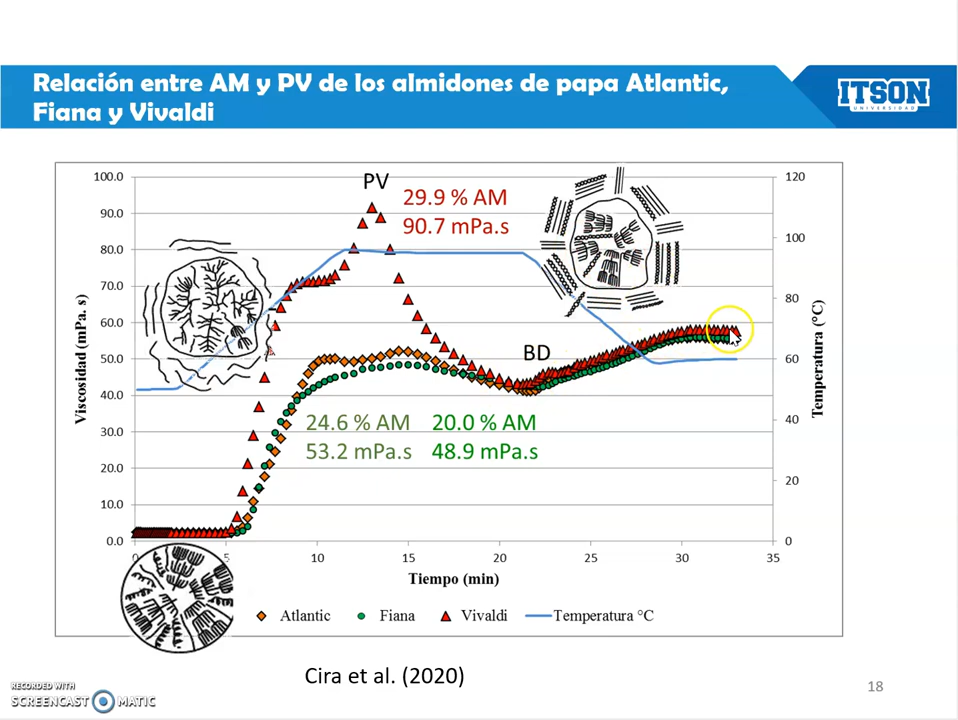 Relación entre AM y PV de los almidones de papa Atlantic,
Fiana y Vivaldi
ITSON
UNIVERSIDAD
PV
29.9 % AM
90.7 mPa.s
100.0
90.0
80.0
70.0
60.0
50.0
40.0
30.0
20.0
10.0
0.0
Viscosidad (mPa. s)
BD
24.6 % AM
53.2 mPa.s
20.0 % AM
48.9 mPa.s
120
100
80
60
40
20
0
Temperatura (°C)
0 5 10 15 20 25 30 35
Tiempo (min)
Atlantic Fiana Vivaldi Temperatura °C
Cira et al. (2020)
18
RECORDED WITH
SCREENCAST MATIC